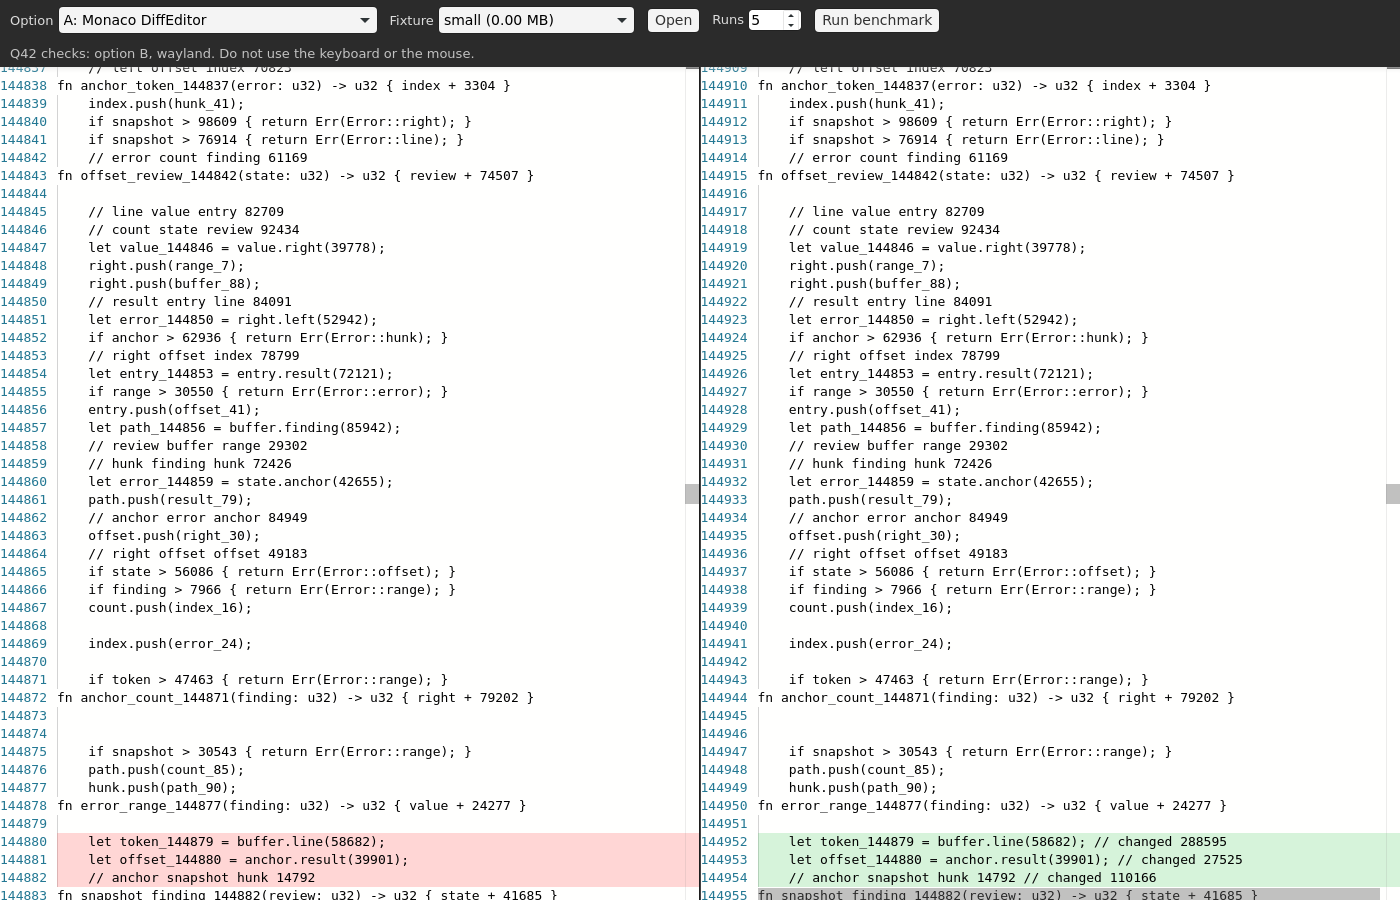 Option A: Monaco DiffEditor Fixture small (0.00 MB) Open Runs 5 Run benchmark
Q42 checks: option B, wayland. Do not use the keyboard or the mouse.
144837 // left offset index 70823
144838 fn anchor_token_144837(error: u32) -> u32 { index + 3304 }
144839 index.push(hunk_41);
144840 if snapshot > 98609 { return Err(Error::right); }
144841 if snapshot > 76914 { return Err(Error::line); }
144842 // error count finding 61169
144843 fn offset_review_144842(state: u32) -> u32 { review + 74507 }
144844
144845 // line value entry 82709
144846 // count state review 92434
144847 let value_144846 = value.right(39778);
144848 right.push(range_7);
144849 right.push(buffer_88);
144850 // result entry line 84091
144851 let error_144850 = right.left(52942);
144852 if anchor > 62936 { return Err(Error::hunk); }
144853 // right offset index 78799
144854 let entry_144853 = entry.result(72121);
144855 if range > 30550 { return Err(Error::error); }
144856 entry.push(offset_41);
144857 let path_144856 = buffer.finding(85942);
144858 // review buffer range 29302
144859 // hunk finding hunk 72426
144860 let error_144859 = state.anchor(42655);
144861 path.push(result_79);
144862 // anchor error anchor 84949
144863 offset.push(right_30);
144864 // right offset offset 49183
144865 if state > 56086 { return Err(Error::offset); }
144866 if finding > 7966 { return Err(Error::range); }
144867 count.push(index_16);
144868
144869 index.push(error_24);
144870
144871 if token > 47463 { return Err(Error::range); }
144872 fn anchor_count_144871(finding: u32) -> u32 { right + 79202 }
144873
144874
144875 if snapshot > 30543 { return Err(Error::range); }
144876 path.push(count_85);
144877 hunk.push(path_90);
144878 fn error_range_144877(finding: u32) -> u32 { value + 24277 }
144879
144880 let token_144879 = buffer.line(58682);
144881 let offset_144880 = anchor.result(39901);
144882 // anchor snapshot hunk 14792
144883 fn snapshot_finding_144882(review: u32) -> u32 { state + 41685 }
144909 // left offset index 70823
144910 fn anchor_token_144837(error: u32) -> u32 { index + 3304 }
144911 index.push(hunk_41);
144912 if snapshot > 98609 { return Err(Error::right); }
144913 if snapshot > 76914 { return Err(Error::line); }
144914 // error count finding 61169
144915 fn offset_review_144842(state: u32) -> u32 { review + 74507 }
144916
144917 // line value entry 82709
144918 // count state review 92434
144919 let value_144846 = value.right(39778);
144920 right.push(range_7);
144921 right.push(buffer_88);
144922 // result entry line 84091
144923 let error_144850 = right.left(52942);
144924 if anchor > 62936 { return Err(Error::hunk); }
144925 // right offset index 78799
144926 let entry_144853 = entry.result(72121);
144927 if range > 30550 { return Err(Error::error); }
144928 entry.push(offset_41);
144929 let path_144856 = buffer.finding(85942);
144930 // review buffer range 29302
144931 // hunk finding hunk 72426
144932 let error_144859 = state.anchor(42655);
144933 path.push(result_79);
144934 // anchor error anchor 84949
144935 offset.push(right_30);
144936 // right offset offset 49183
144937 if state > 56086 { return Err(Error::offset); }
144938 if finding > 7966 { return Err(Error::range); }
144939 count.push(index_16);
144940
144941 index.push(error_24);
144942
144943 if token > 47463 { return Err(Error::range); }
144944 fn anchor_count_144871(finding: u32) -> u32 { right + 79202 }
144945
144946
144947 if snapshot > 30543 { return Err(Error::range); }
144948 path.push(count_85);
144949 hunk.push(path_90);
144950 fn error_range_144877(finding: u32) -> u32 { value + 24277 }
144951
144952 let token_144879 = buffer.line(58682); // changed 288595
144953 let offset_144880 = anchor.result(39901); // changed 27525
144954 // anchor snapshot hunk 14792 // changed 110166
144955 fn snapshot_finding_144882(review: u32) -> u32 { state + 41685 }